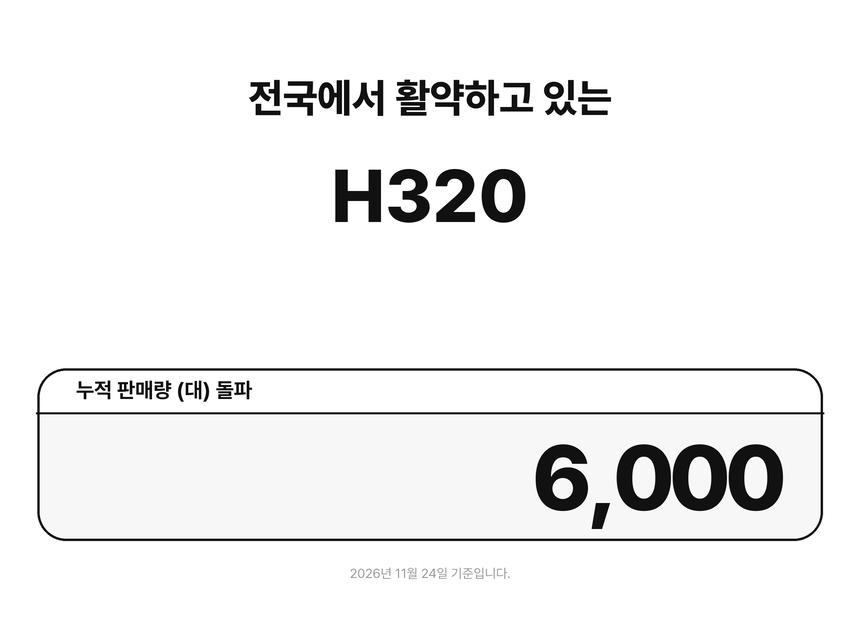 전국에서 활약하고 있는
H320
누적 판매량 (대) 돌파
6,000
2026년 11월 24일 기준입니다.